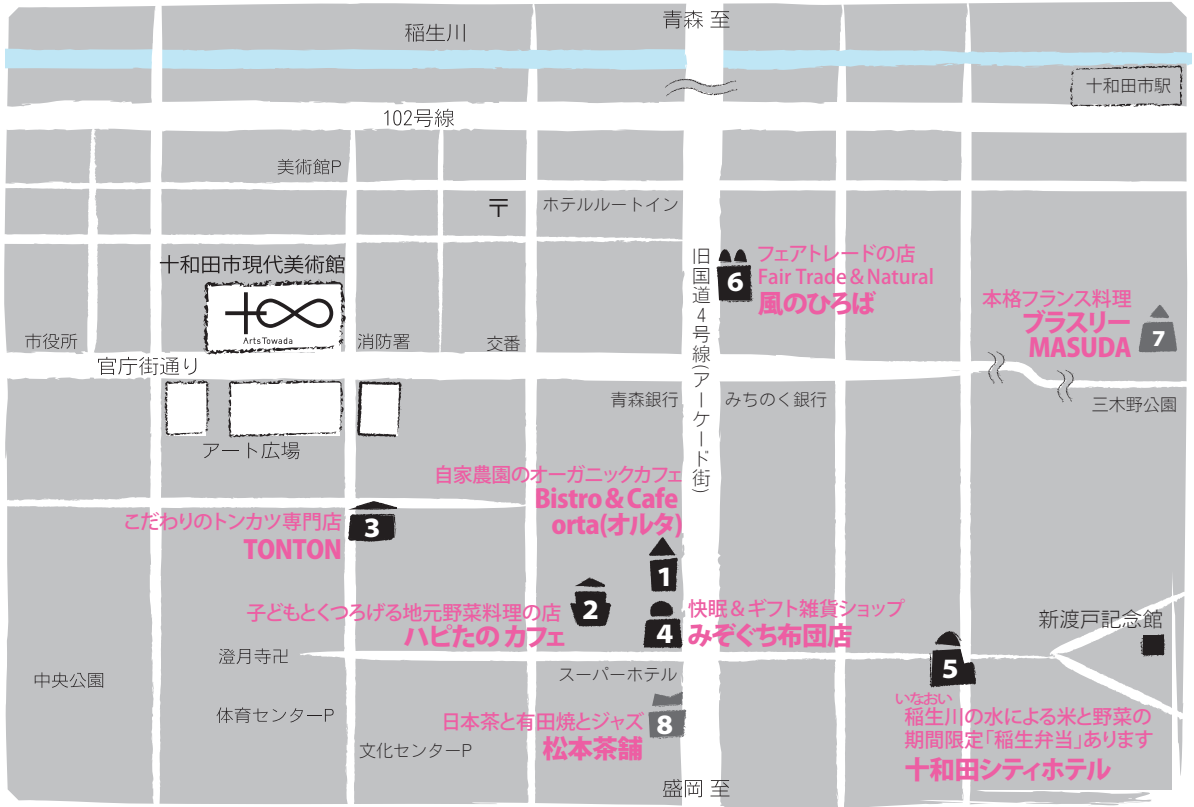 青森 至
稲生川
十和田市駅
102号線
美術館P
〒
ホテルルートイン
旧国道4号線(アーケード街)
十和田市現代美術館
ArtsTowada
市役所
消防署
交番
官庁街通り
6
フェアトレードの店
Fair Trade & Natural
風のひろば
本格フランス料理
ブラスリー
MASUDA
7
三木野公園
青森銀行
みちのく銀行
アート広場
自家農園のオーガニックカフェ
Bistro & Cafe
orta(オルタ)
1
こだわりのトンカツ専門店
TONTON
3
子どもとくつろげる地元野菜料理の店
ハピたの カフェ
2
4
快眠&ギフト雑貨ショップ
みぞぐち布団店
新渡戸記念館
澄月寺卍
中央公園
体育センターP
文化センターP
スーパーホテル
日本茶と有田焼とジャズ
松本茶舗
8
5
いなおい
稲生川の水による米と野菜の
期間限定「稲生弁当」あります
十和田シティホテル
盛岡 至